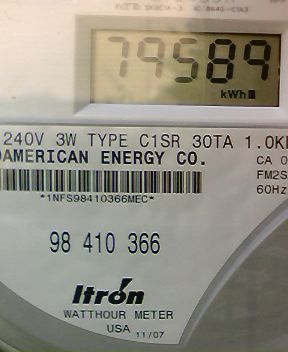 79589
kWh
240V 3W TYPE C1SR 30TA 1.0K
AMERICAN ENERGY CO.
CA 0
FM2S
60Hz
*1NFS98410366MEC*
98 410 366
Itrón
WATTHOUR METER
USA 11/07